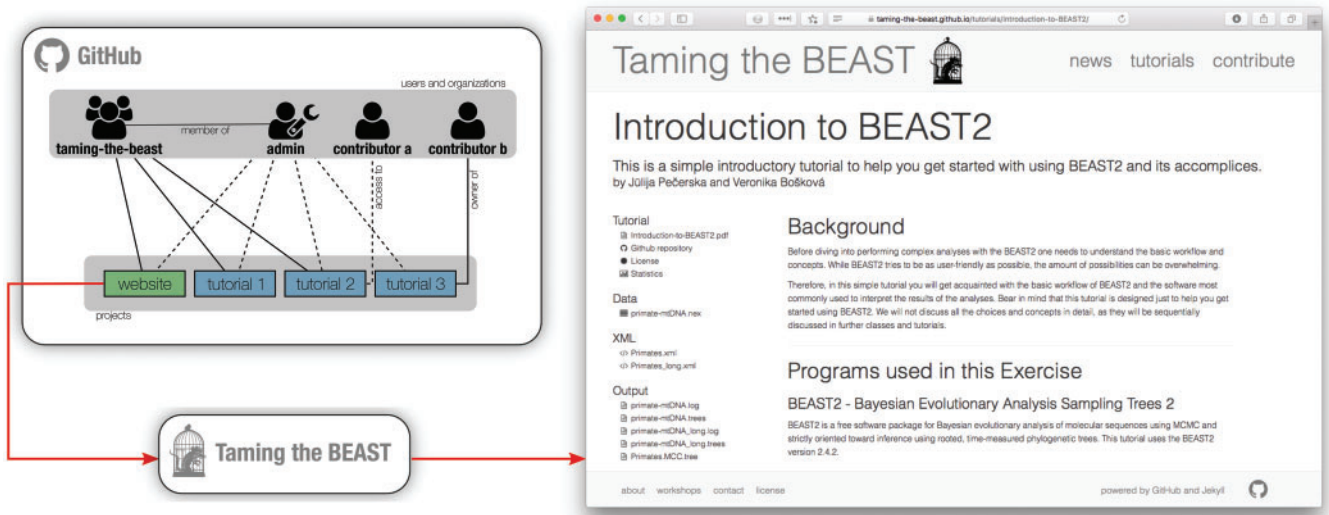 GitHub
users and organizations
member of
taming-the-beast
admin
contributor a
contributor b
access to
owner of
website
tutorial 1
tutorial 2
tutorial 3
projects
Taming the BEAST
taming-the-beast.github.io/tutorials/introduction-to-BEAST2/
Taming the BEAST
news tutorials contribute
Introduction to BEAST2
This is a simple introductory tutorial to help you get started with using BEAST2 and its accomplices.
by Jūlija Pečerska and Veronika Bošková
Tutorial
Introduction-to-BEAST2.pdf
Github repository
License
Statistics
Data
primate-mtDNA.nex
XML
Primates.xml
Primates_long.xml
Output
primate-mtDNA.log
primate-mtDNA.trees
primate-mtDNA_long.log
primate-mtDNA_long.trees
Primates.MCC.tree
Background
Before diving into performing complex analyses with the BEAST2 one needs to understand the basic workflow and
concepts. While BEAST2 tries to be as user-friendly as possible, the amount of possibilities can be overwhelming.
Therefore, in this simple tutorial you will get acquainted with the basic workflow of BEAST2 and the software most
commonly used to interpret the results of the analyses. Bear in mind that this tutorial is designed just to help you get
started using BEAST2. We will not discuss all the choices and concepts in detail, as they will be sequentially
discussed in further classes and tutorials.
Programs used in this Exercise
BEAST2 - Bayesian Evolutionary Analysis Sampling Trees 2
BEAST2 is a free software package for Bayesian evolutionary analysis of molecular sequences using MCMC and
strictly oriented toward inference using rooted, time-measured phylogenetic trees. This tutorial uses the BEAST2
version 2.4.2.
about workshops contact license
powered by GitHub and Jekyll